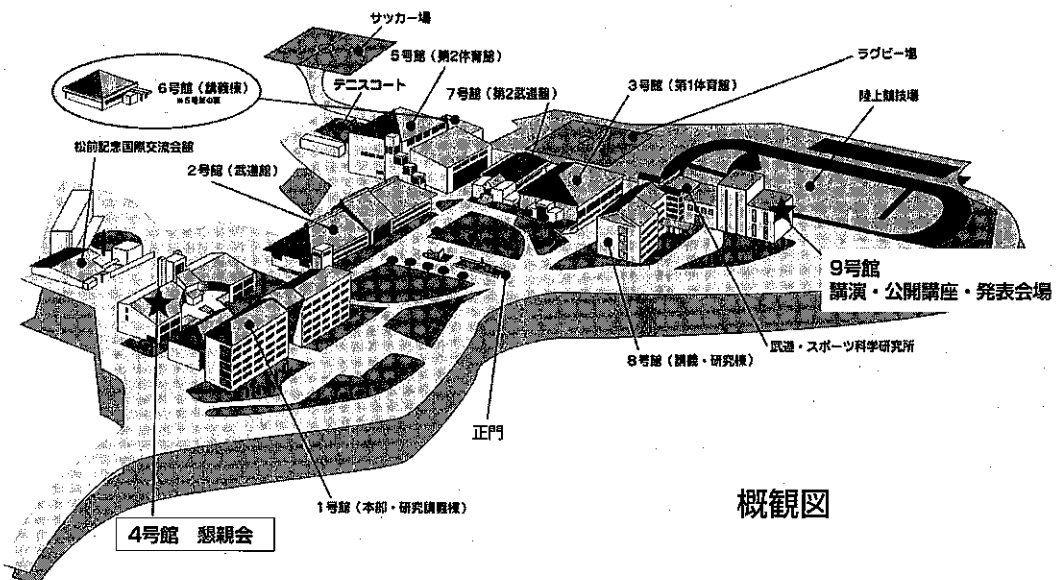 サッカー場
5号館（第2体育館）
ラグビー場
6号館（講義棟）
※5号館の裏
テニスコート
7号館（第2武道館）
3号館（第1体育館）
陸上競技場
松前記念国際交流会館
2号館（武道館）
9号館
講演・公開講座・発表会場
武道・スポーツ科学研究所
8号館（講義・研究棟）
正門
1号館（本部・研究講義棟）
概観図
4号館 懇親会